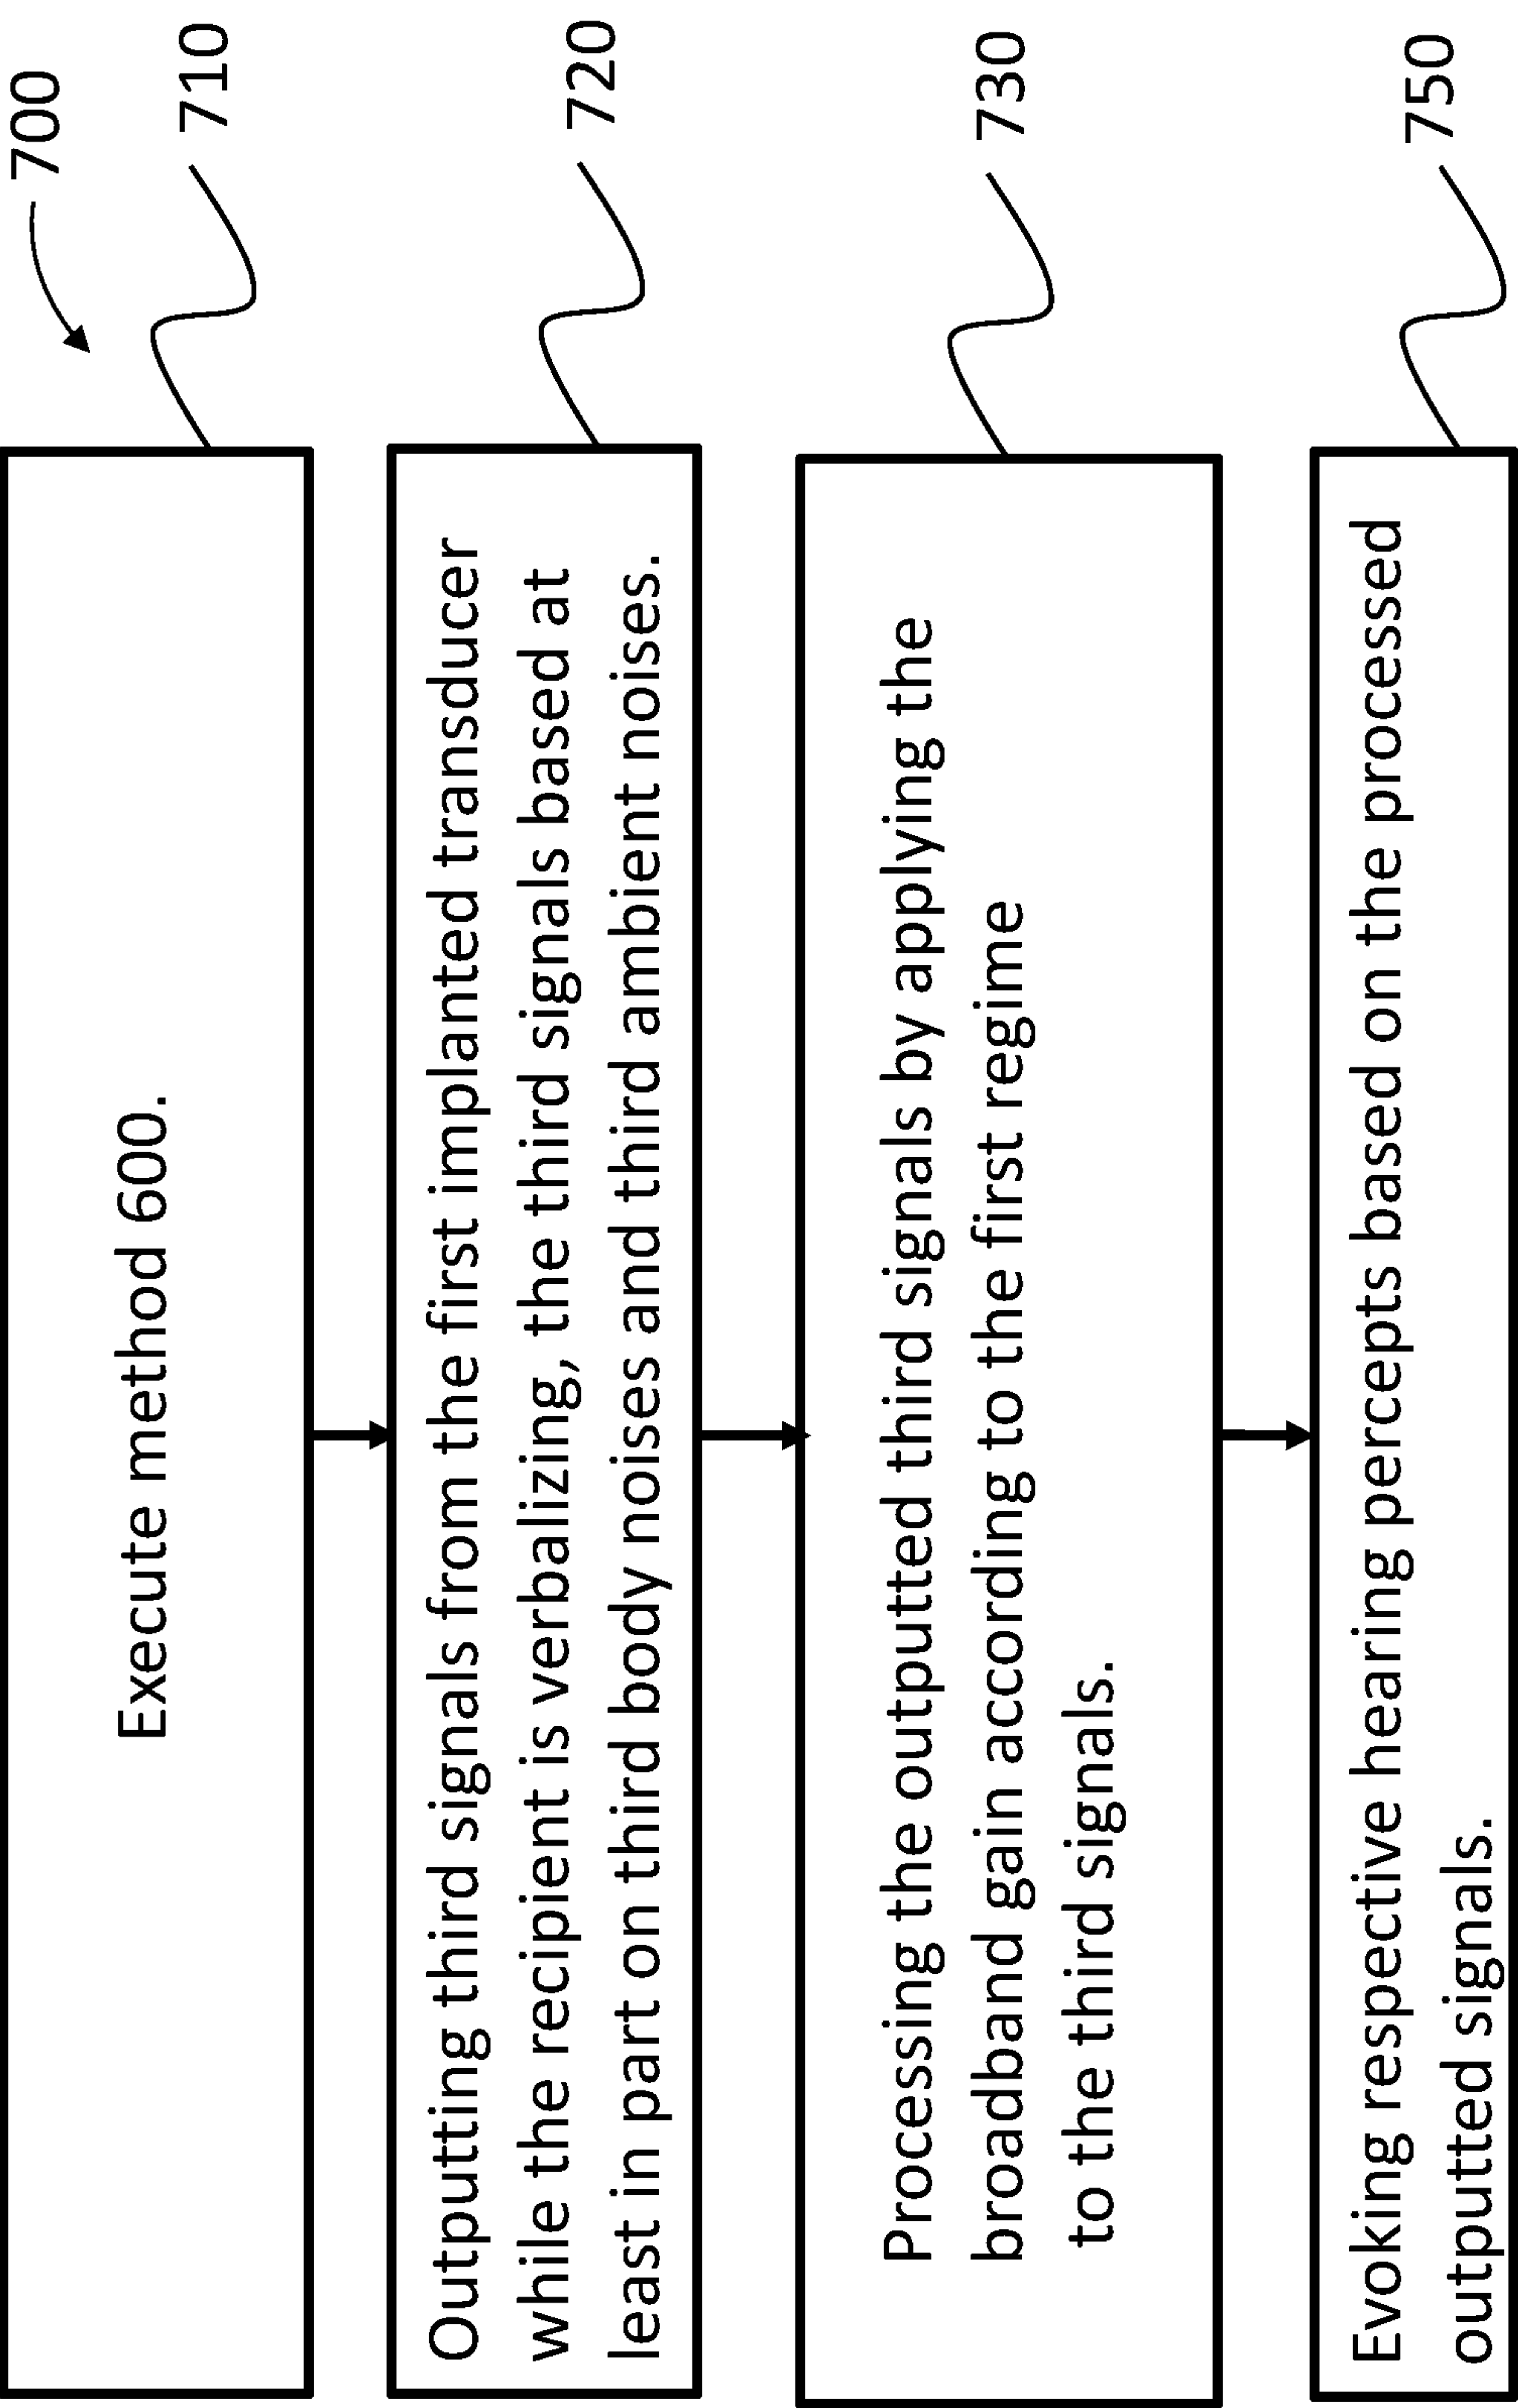 700
Execute method 600.
710
Outputting third signals from the first implanted transducer
while the recipient is verbalizing, the third signals based at
least in part on third body noises and third ambient noises.
720
Processing the outputted third signals by applying the
broadband gain according to the first regime
to the third signals.
730
Evoking respective hearing percepts based on the processed
outputted signals.
750